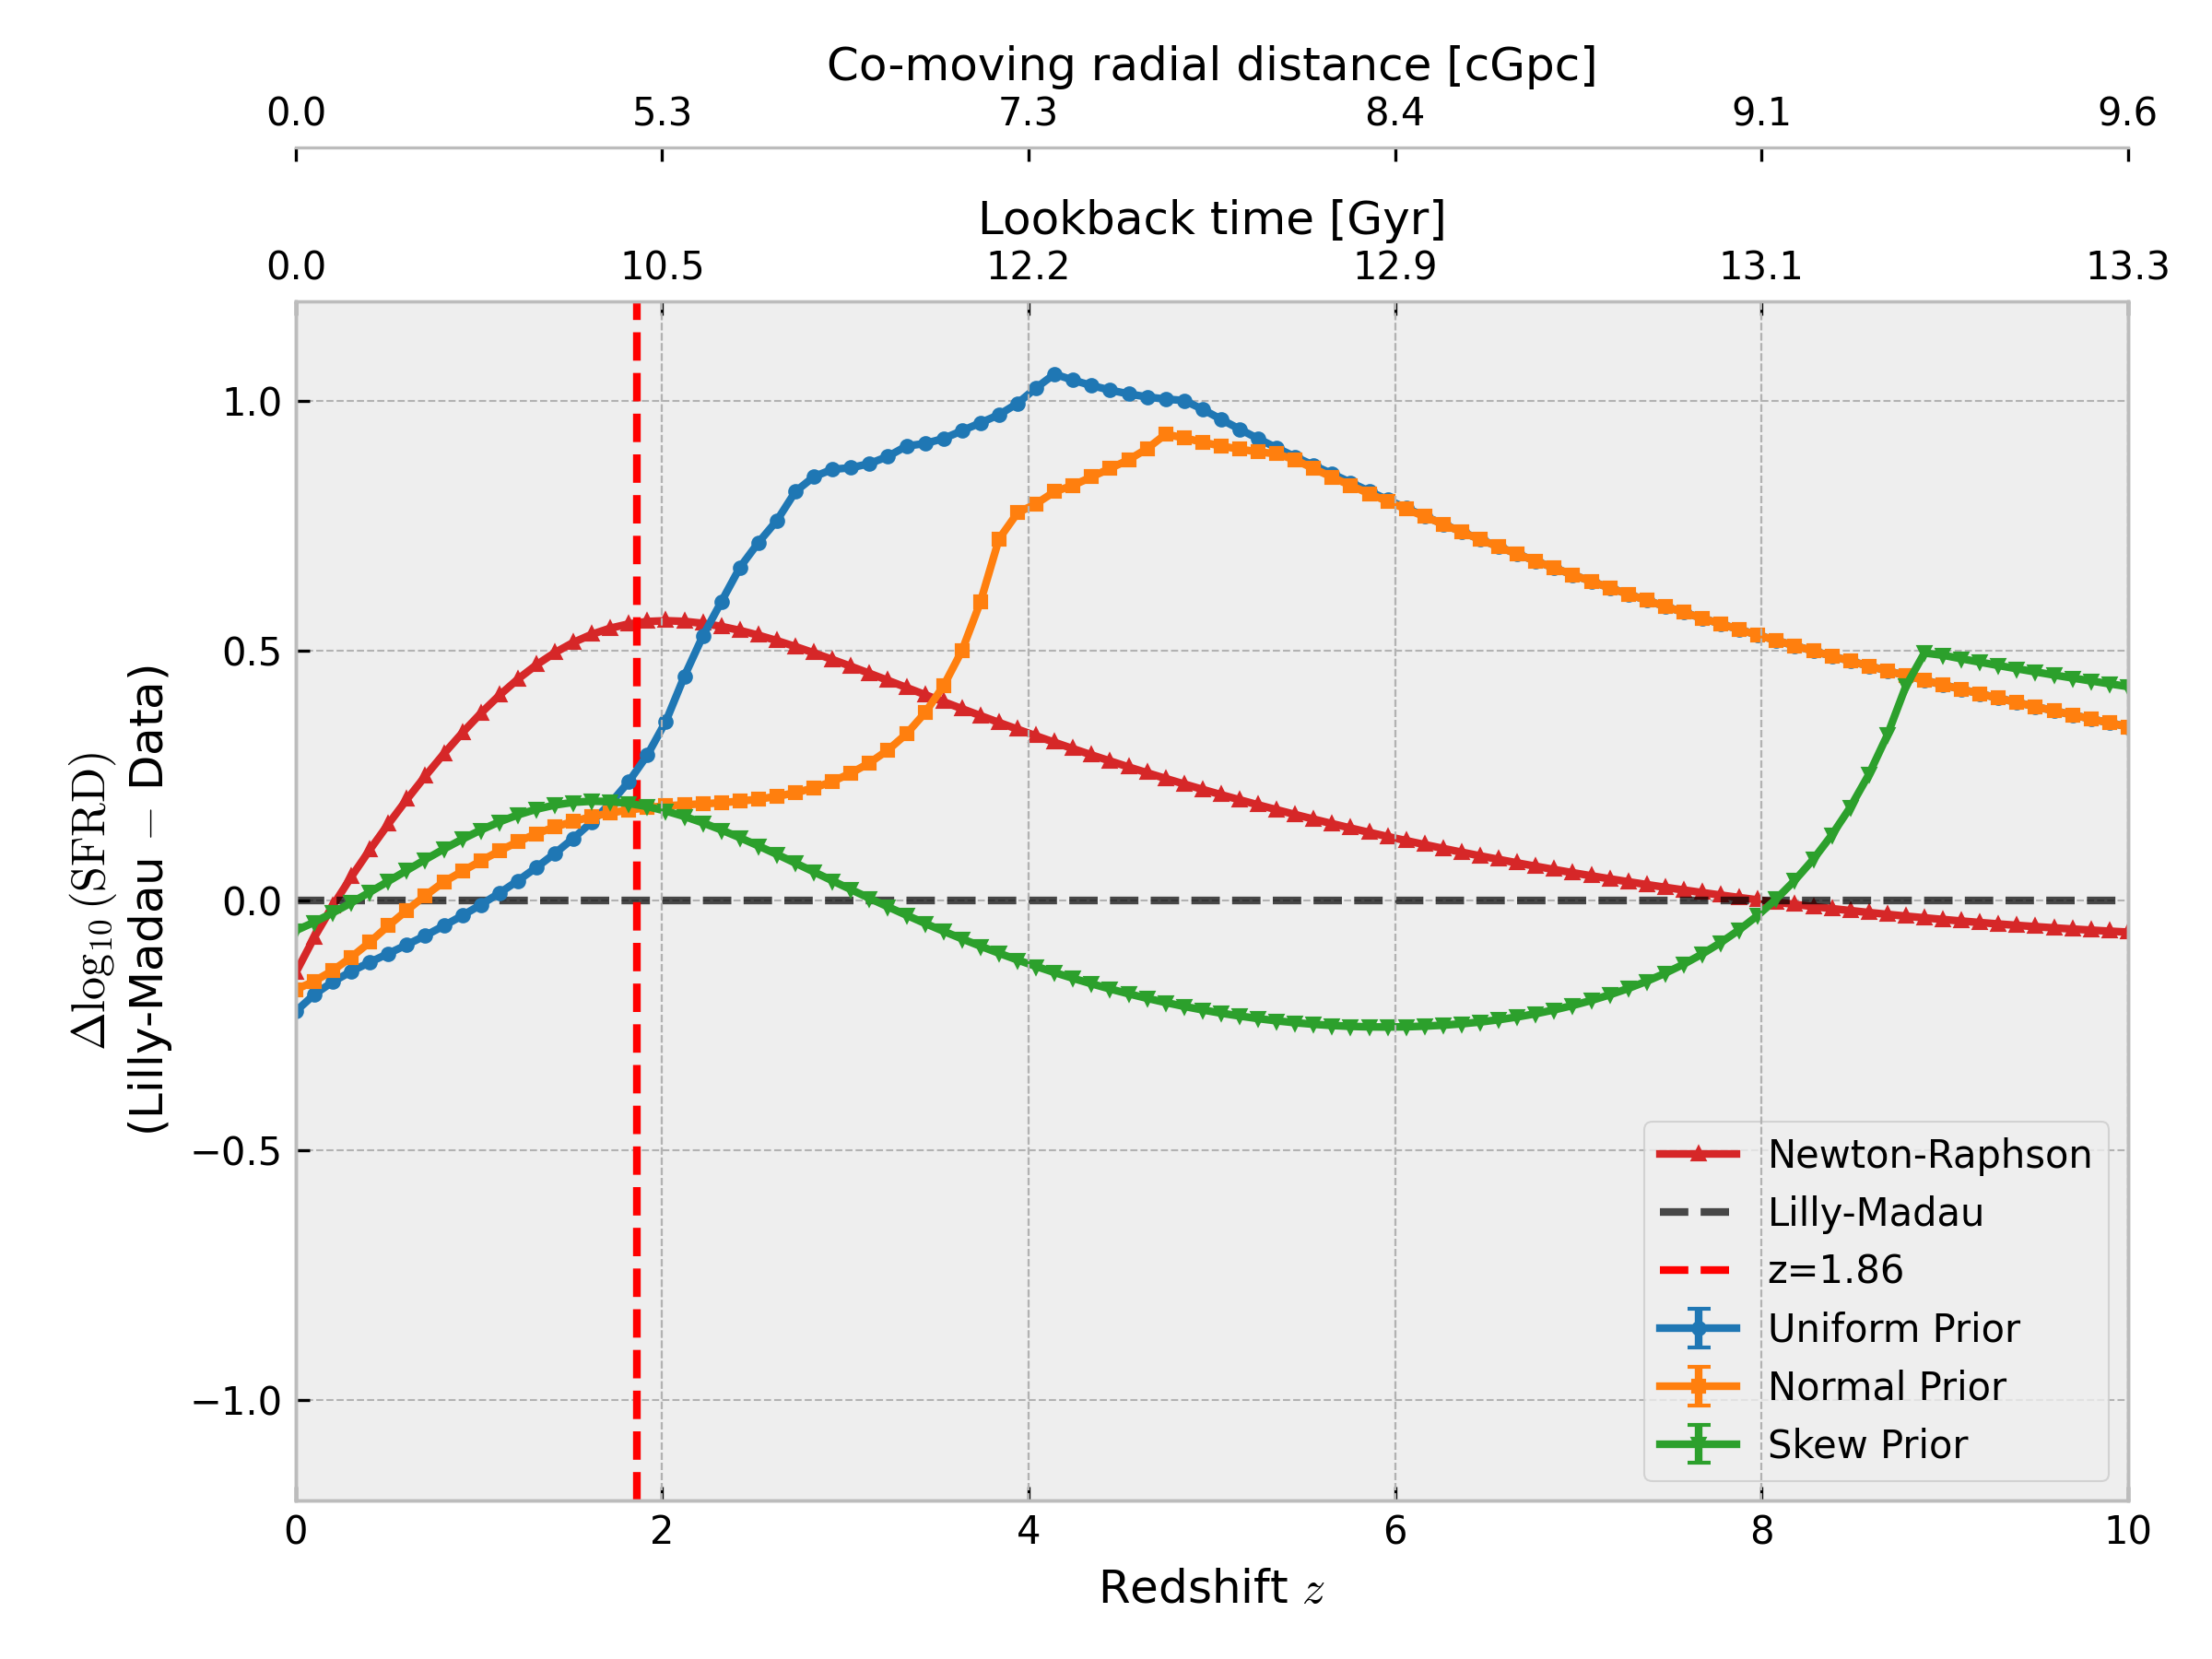 Co-moving radial distance [cGpc]
0.0 5.3 7.3 8.4 9.1 9.6
Lookback time [Gyr]
0.0 10.5 12.2 12.9 13.1 13.3
Δlog₁₀(SFRD)
(Lilly-Madau − Data)
1.0
0.5
0.0
−0.5
−1.0
Newton-Raphson
Lilly-Madau
z=1.86
Uniform Prior
Normal Prior
Skew Prior
0 2 4 6 8 10
Redshift z